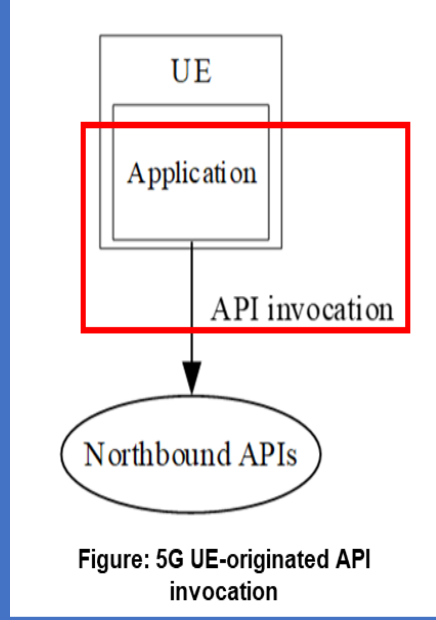 UE
Application
API invocation
Northbound APIs
Figure: 5G UE-originated API
invocation